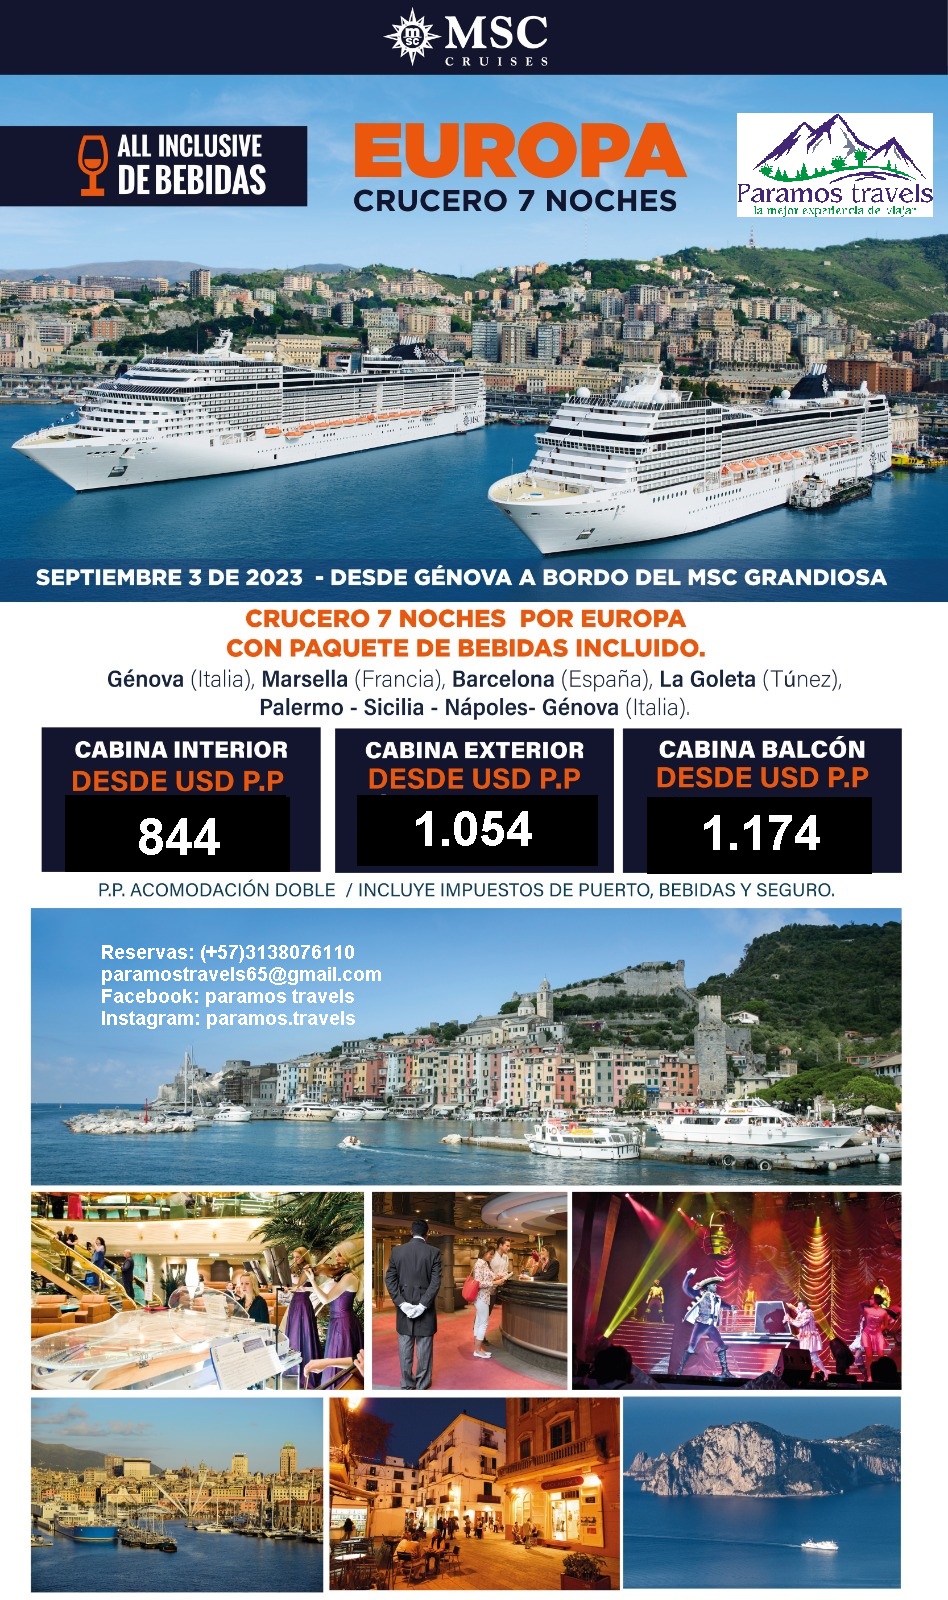 MSC
CRUISES
ALL INCLUSIVE
DE BEBIDAS
EUROPA
CRUCERO 7 NOCHES
Paramos travels
la mejor experiencia de viajar
SEPTIEMBRE 3 DE 2023 - DESDE GÉNOVA A BORDO DEL MSC GRANDIOSA
CRUCERO 7 NOCHES POR EUROPA
CON PAQUETE DE BEBIDAS INCLUIDO.
Génova (Italia), Marsella (Francia), Barcelona (España), La Goleta (Túnez),
Palermo - Sicilia - Nápoles- Génova (Italia).
CABINA INTERIOR
DESDE USD P.P
844
CABINA EXTERIOR
DESDE USD P.P
1.054
CABINA BALCÓN
DESDE USD P.P
1.174
P.P. ACOMODACIÓN DOBLE / INCLUYE IMPUESTOS DE PUERTO, BEBIDAS Y SEGURO.
Reservas: (+57)3138076110
paramostravels65@gmail.com
Facebook: paramos travels
Instagram: paramos.travels